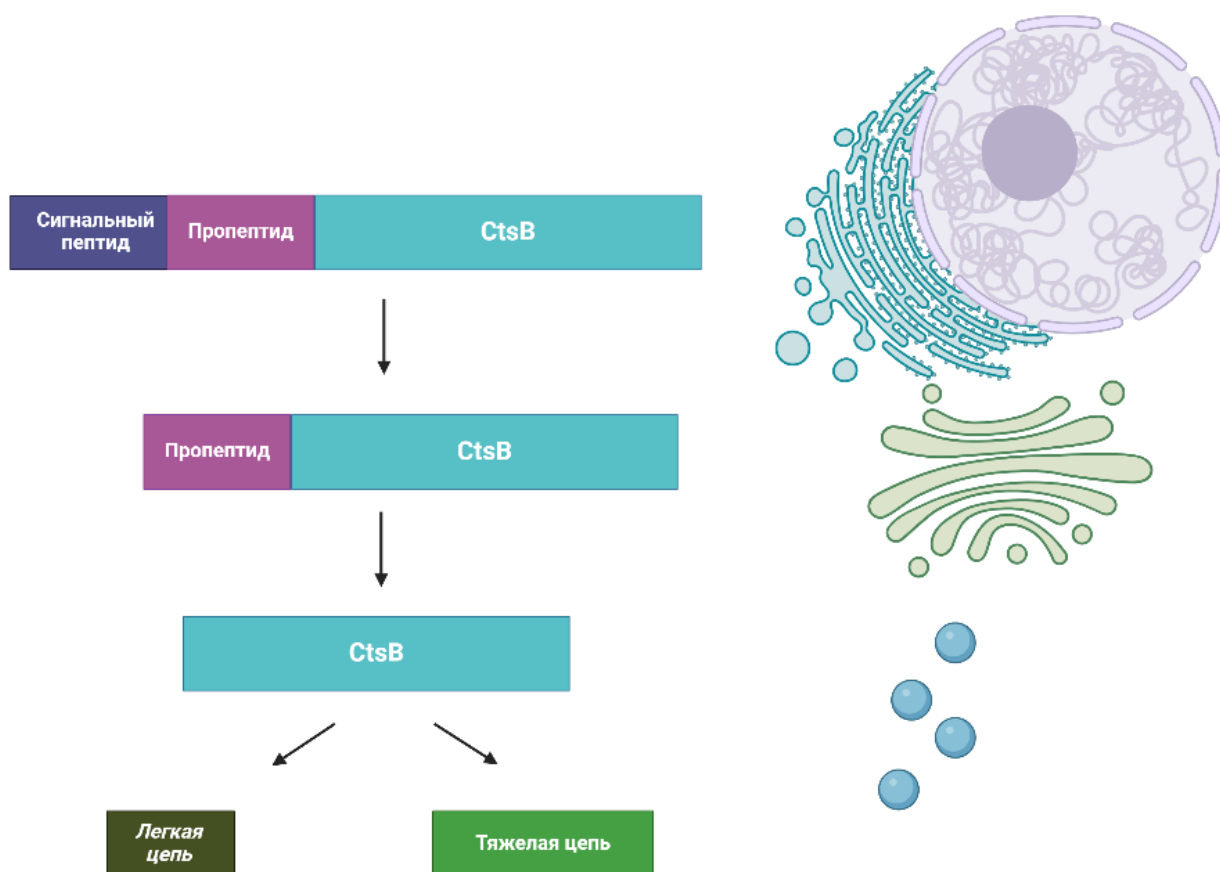 Сигнальный
пептид
Пропептид
CtsB
Пропептид
CtsB
CtsB
Легкая
цепь
Тяжелая цепь